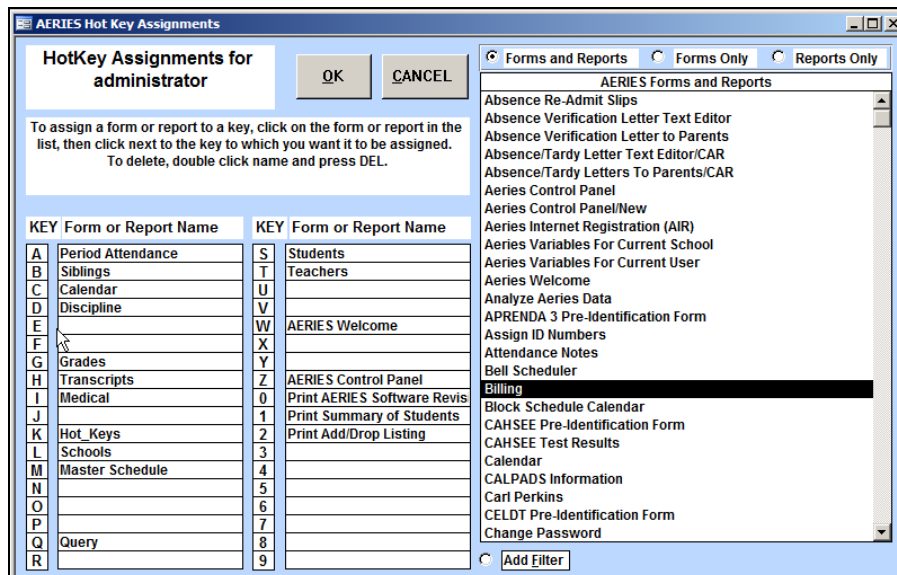 AERIES Hot Key Assignments
HotKey Assignments for
administrator
OK
CANCEL
To assign a form or report to a key, click on the form or report in the
list, then click next to the key to which you want it to be assigned.
To delete, double click name and press DEL.
KEY Form or Report Name
A Period Attendance
B Siblings
C Calendar
D Discipline
E
F
G Grades
H Transcripts
I Medical
J
K Hot_Keys
L Schools
M Master Schedule
N
O
P
Q Query
R
KEY Form or Report Name
S Students
T Teachers
U
V
W AERIES Welcome
X
Y
Z AERIES Control Panel
0 Print AERIES Software Revis
1 Print Summary of Students
2 Print Add/Drop Listing
3
4
5
6
7
8
9
Forms and Reports Forms Only Reports Only
AERIES Forms and Reports
Absence Re-Admit Slips
Absence Verification Letter Text Editor
Absence Verification Letter to Parents
Absence/Tardy Letter Text Editor/CAR
Absence/Tardy Letters To Parents/CAR
Aeries Control Panel
Aeries Control Panel/New
Aeries Internet Registration (AIR)
Aeries Variables For Current School
Aeries Variables For Current User
Aeries Welcome
Analyze Aeries Data
APRENDA 3 Pre-Identification Form
Assign ID Numbers
Attendance Notes
Bell Scheduler
Billing
Block Schedule Calendar
CAHSEE Pre-Identification Form
CAHSEE Test Results
Calendar
CALPADS Information
Carl Perkins
CELDT Pre-Identification Form
Change Password
Add Filter